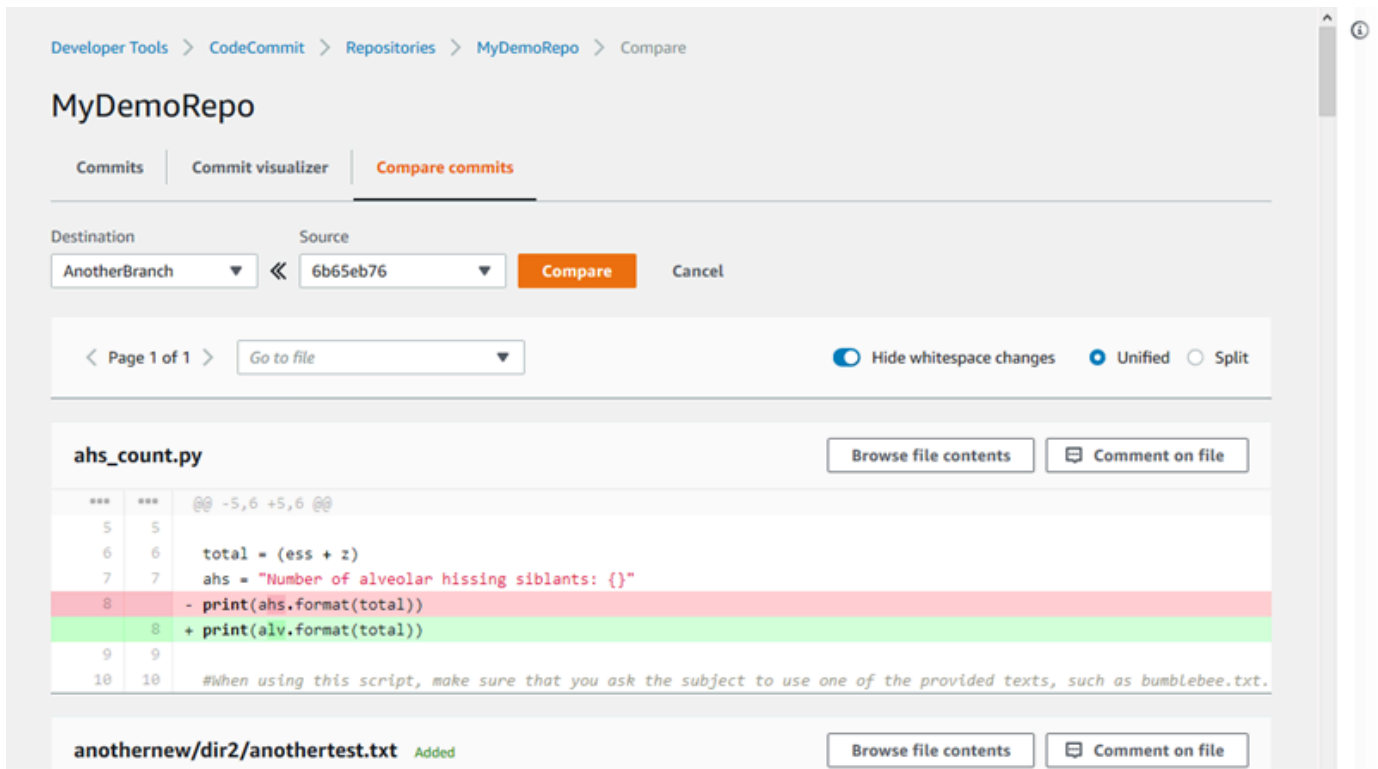 Developer Tools > CodeCommit > Repositories > MyDemoRepo > Compare
MyDemoRepo
Commits Commit visualizer Compare commits
Destination Source
AnotherBranch 6b65eb76 Compare Cancel
< Page 1 of 1 > Go to file Hide whitespace changes Unified Split
ahs_count.py Browse file contents Comment on file
@@ -5,6 +5,6 @@
5 5
6 6 total = (ess + z)
7 7 ahs = "Number of alveolar hissing siblants: {}"
8 - print(ahs.format(total))
8 + print(alv.format(total))
9 9
10 10 #When using this script, make sure that you ask the subject to use one of the provided texts, such as bumblebee.txt.
anothernew/dir2/anothertest.txt Added Browse file contents Comment on file